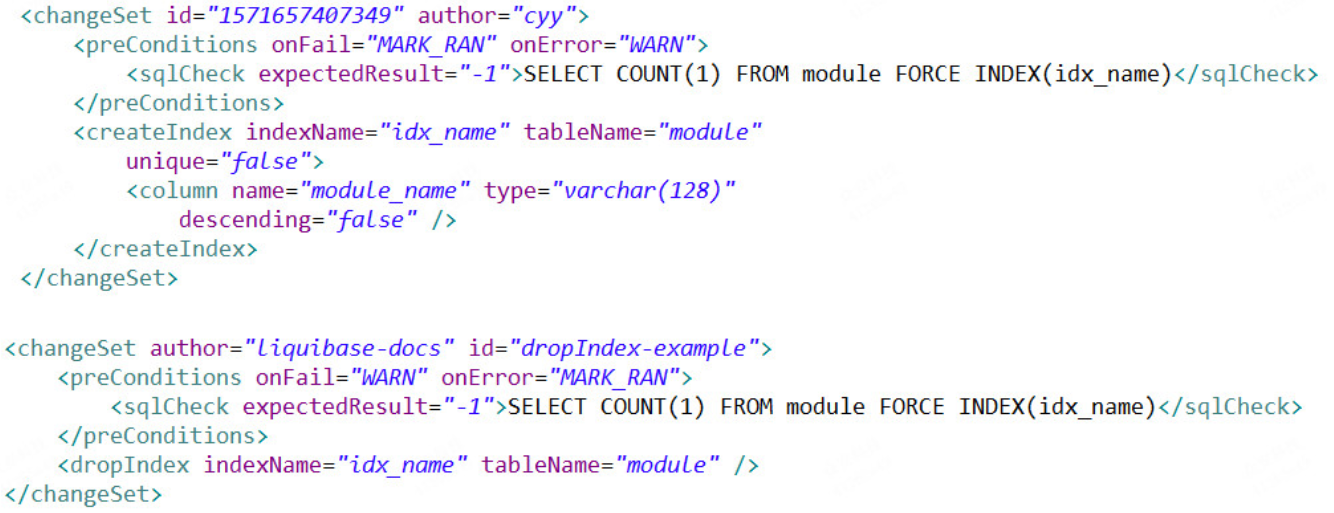 <changeSet id="1571657407349" author="cyy">
<preConditions onFail="MARK_RAN" onError="WARN">
<sqlCheck expectedResult="-1">SELECT COUNT(1) FROM module FORCE INDEX(idx_name)</sqlCheck>
</preConditions>
<createIndex indexName="idx_name" tableName="module"
unique="false">
<column name="module_name" type="varchar(128)"
descending="false" />
</createIndex>
</changeSet>
<changeSet author="liquibase-docs" id="dropIndex-example">
<preConditions onFail="WARN" onError="MARK_RAN">
<sqlCheck expectedResult="-1">SELECT COUNT(1) FROM module FORCE INDEX(idx_name)</sqlCheck>
</preConditions>
<dropIndex indexName="idx_name" tableName="module" />
</changeSet>